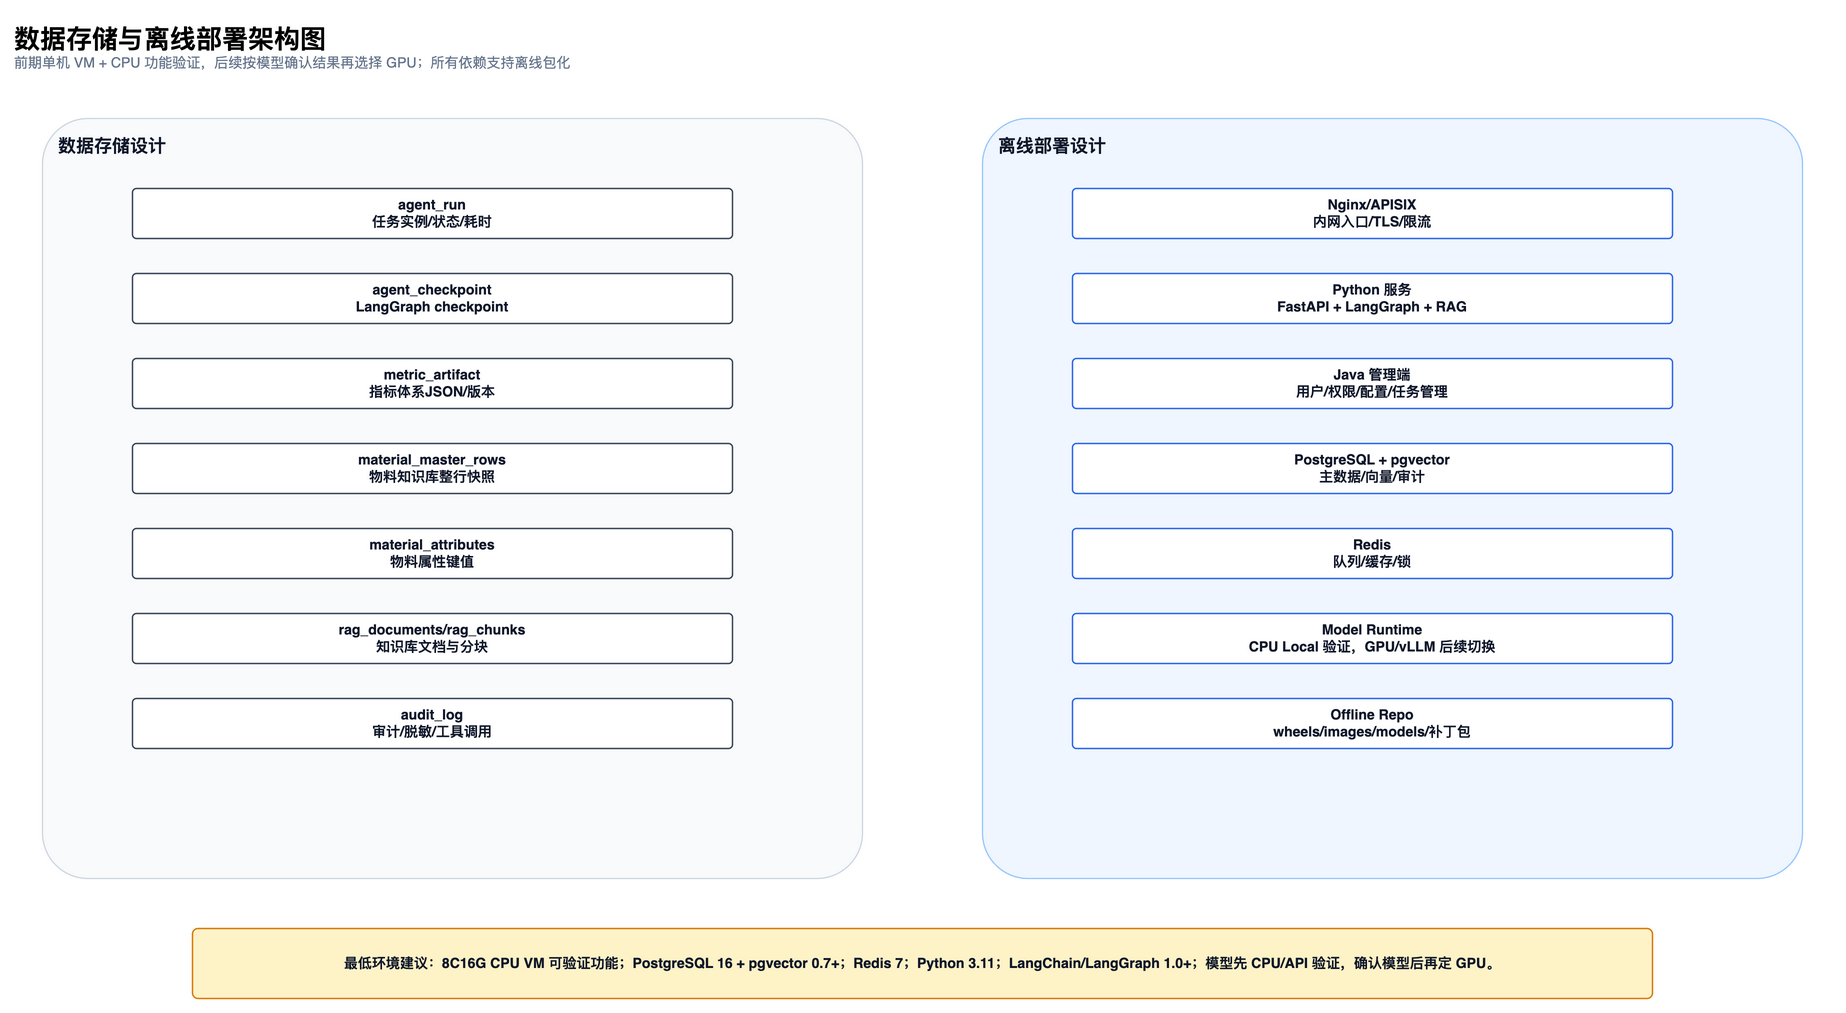 数据存储与离线部署架构图
前期单机 VM + CPU 功能验证，后续按模型确认结果再选择 GPU；所有依赖支持离线包化
数据存储设计
agent_run
任务实例/状态/耗时
agent_checkpoint
LangGraph checkpoint
metric_artifact
指标体系JSON/版本
material_master_rows
物料知识库整行快照
material_attributes
物料属性键值
rag_documents/rag_chunks
知识库文档与分块
audit_log
审计/脱敏/工具调用
离线部署设计
Nginx/APISIX
内网入口/TLS/限流
Python 服务
FastAPI + LangGraph + RAG
Java 管理端
用户/权限/配置/任务管理
PostgreSQL + pgvector
主数据/向量/审计
Redis
队列/缓存/锁
Model Runtime
CPU Local 验证，GPU/vLLM 后续切换
Offline Repo
wheels/images/models/补丁包
最低环境建议：8C16G CPU VM 可验证功能；PostgreSQL 16 + pgvector 0.7+；Redis 7；Python 3.11；LangChain/LangGraph 1.0+；模型先 CPU/API 验证，确认模型后再定 GPU。